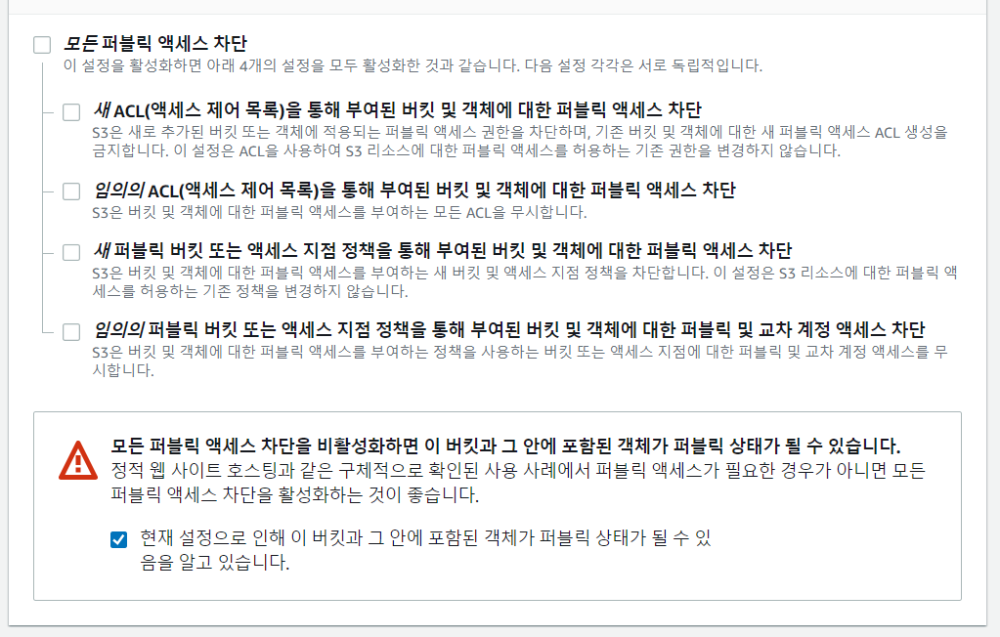 모든 퍼블릭 액세스 차단
이 설정을 활성화하면 아래 4개의 설정을 모두 활성화한 것과 같습니다. 다음 설정 각각은 서로 독립적입니다.
새 ACL(액세스 제어 목록)을 통해 부여된 버킷 및 객체에 대한 퍼블릭 액세스 차단
S3은 새로 추가된 버킷 또는 객체에 적용되는 퍼블릭 액세스 권한을 차단하며, 기존 버킷 및 객체에 대한 새 퍼블릭 액세스 ACL 생성을
금지합니다. 이 설정은 ACL을 사용하여 S3 리소스에 대한 퍼블릭 액세스를 허용하는 기존 권한을 변경하지 않습니다.
임의의 ACL(액세스 제어 목록)을 통해 부여된 버킷 및 객체에 대한 퍼블릭 액세스 차단
S3은 버킷 및 객체에 대한 퍼블릭 액세스를 부여하는 모든 ACL을 무시합니다.
새 퍼블릭 버킷 또는 액세스 지점 정책을 통해 부여된 버킷 및 객체에 대한 퍼블릭 액세스 차단
S3은 버킷 및 객체에 대한 퍼블릭 액세스를 부여하는 새 버킷 및 액세스 지점 정책을 차단합니다. 이 설정은 S3 리소스에 대한 퍼블릭 액
세스를 허용하는 기존 정책을 변경하지 않습니다.
임의의 퍼블릭 버킷 또는 액세스 지점 정책을 통해 부여된 버킷 및 객체에 대한 퍼블릭 및 교차 계정 액세스 차단
S3은 버킷 및 객체에 대한 퍼블릭 액세스를 부여하는 정책을 사용하는 버킷 또는 액세스 지점에 대한 퍼블릭 및 교차 계정 액세스를 무
시합니다.
모든 퍼블릭 액세스 차단을 비활성화하면 이 버킷과 그 안에 포함된 객체가 퍼블릭 상태가 될 수 있습니다.
정적 웹 사이트 호스팅과 같은 구체적으로 확인된 사용 사례에서 퍼블릭 액세스가 필요한 경우가 아니면 모든
퍼블릭 액세스 차단을 활성화하는 것이 좋습니다.
현재 설정으로 인해 이 버킷과 그 안에 포함된 객체가 퍼블릭 상태가 될 수 있
음을 알고 있습니다.